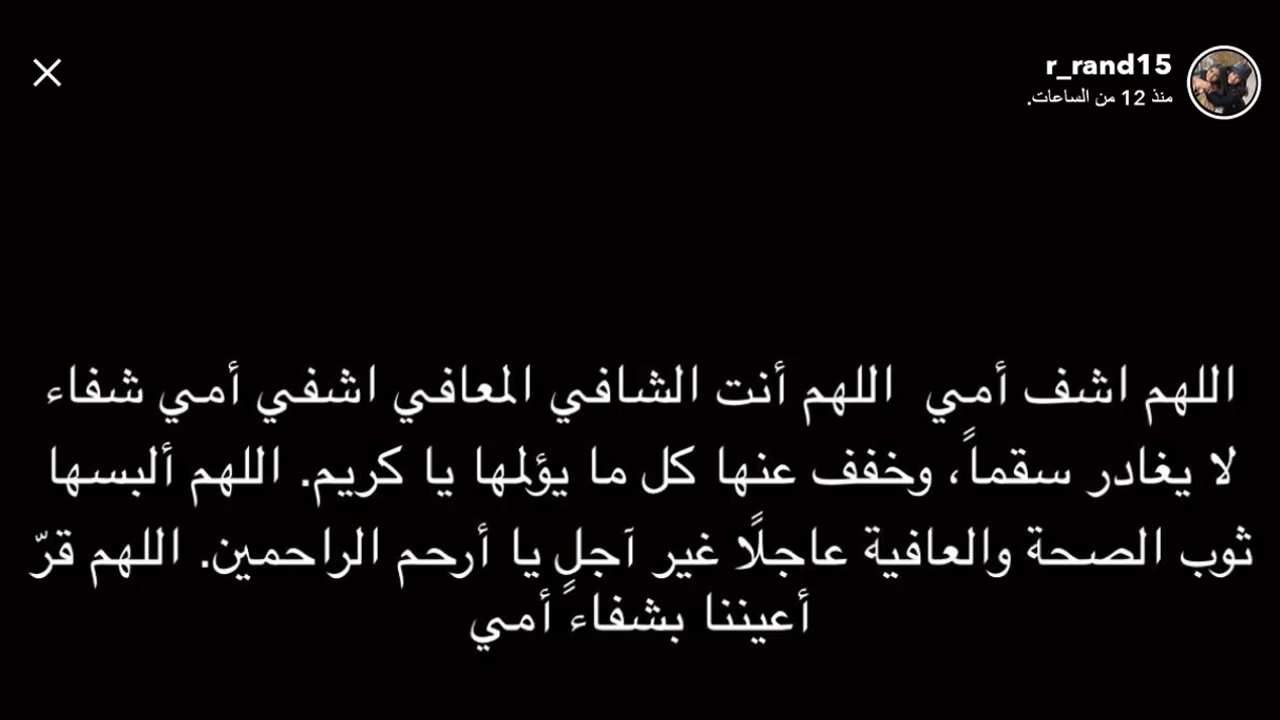 r_rand15
منذ 12 من الساعات.
اللهم اشف أمي اللهم أنت الشافي المعافي اشفي أمي شفاء
لا يغادر سقماً، وخفف عنها كل ما يؤلمها يا كريم. اللهم ألبسها
ثوب الصحة والعافية عاجلًا غير آجلٍ يا أرحم الراحمين. اللهم قرّ
أعيننا بشفاء أمي